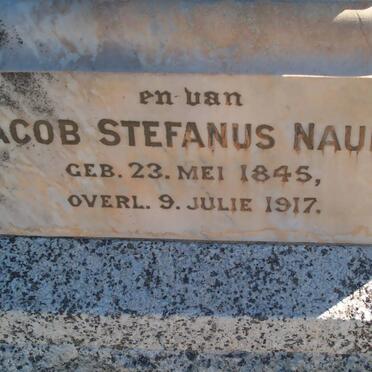 en van
ACOB STEFANUS NAU
GEB. 23. MEI 1845,
OVERL. 9. JULIE 1917.